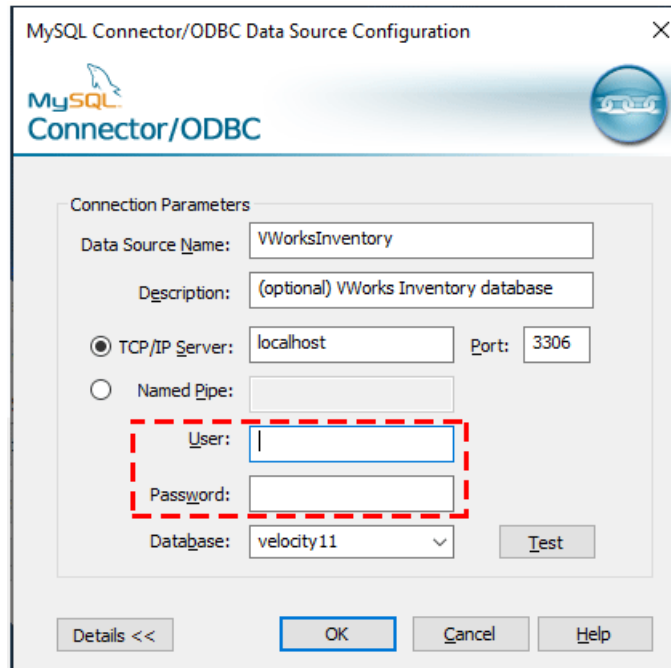 MySQL Connector/ODBC Data Source Configuration
MySQL
Connector/ODBC
Connection Parameters
Data Source Name: VWorksInventory
Description: (optional) VWorks Inventory database
TCP/IP Server: localhost Port: 3306
Named Pipe:
User:
Password:
Database: velocity11 Test
Details << OK Cancel Help